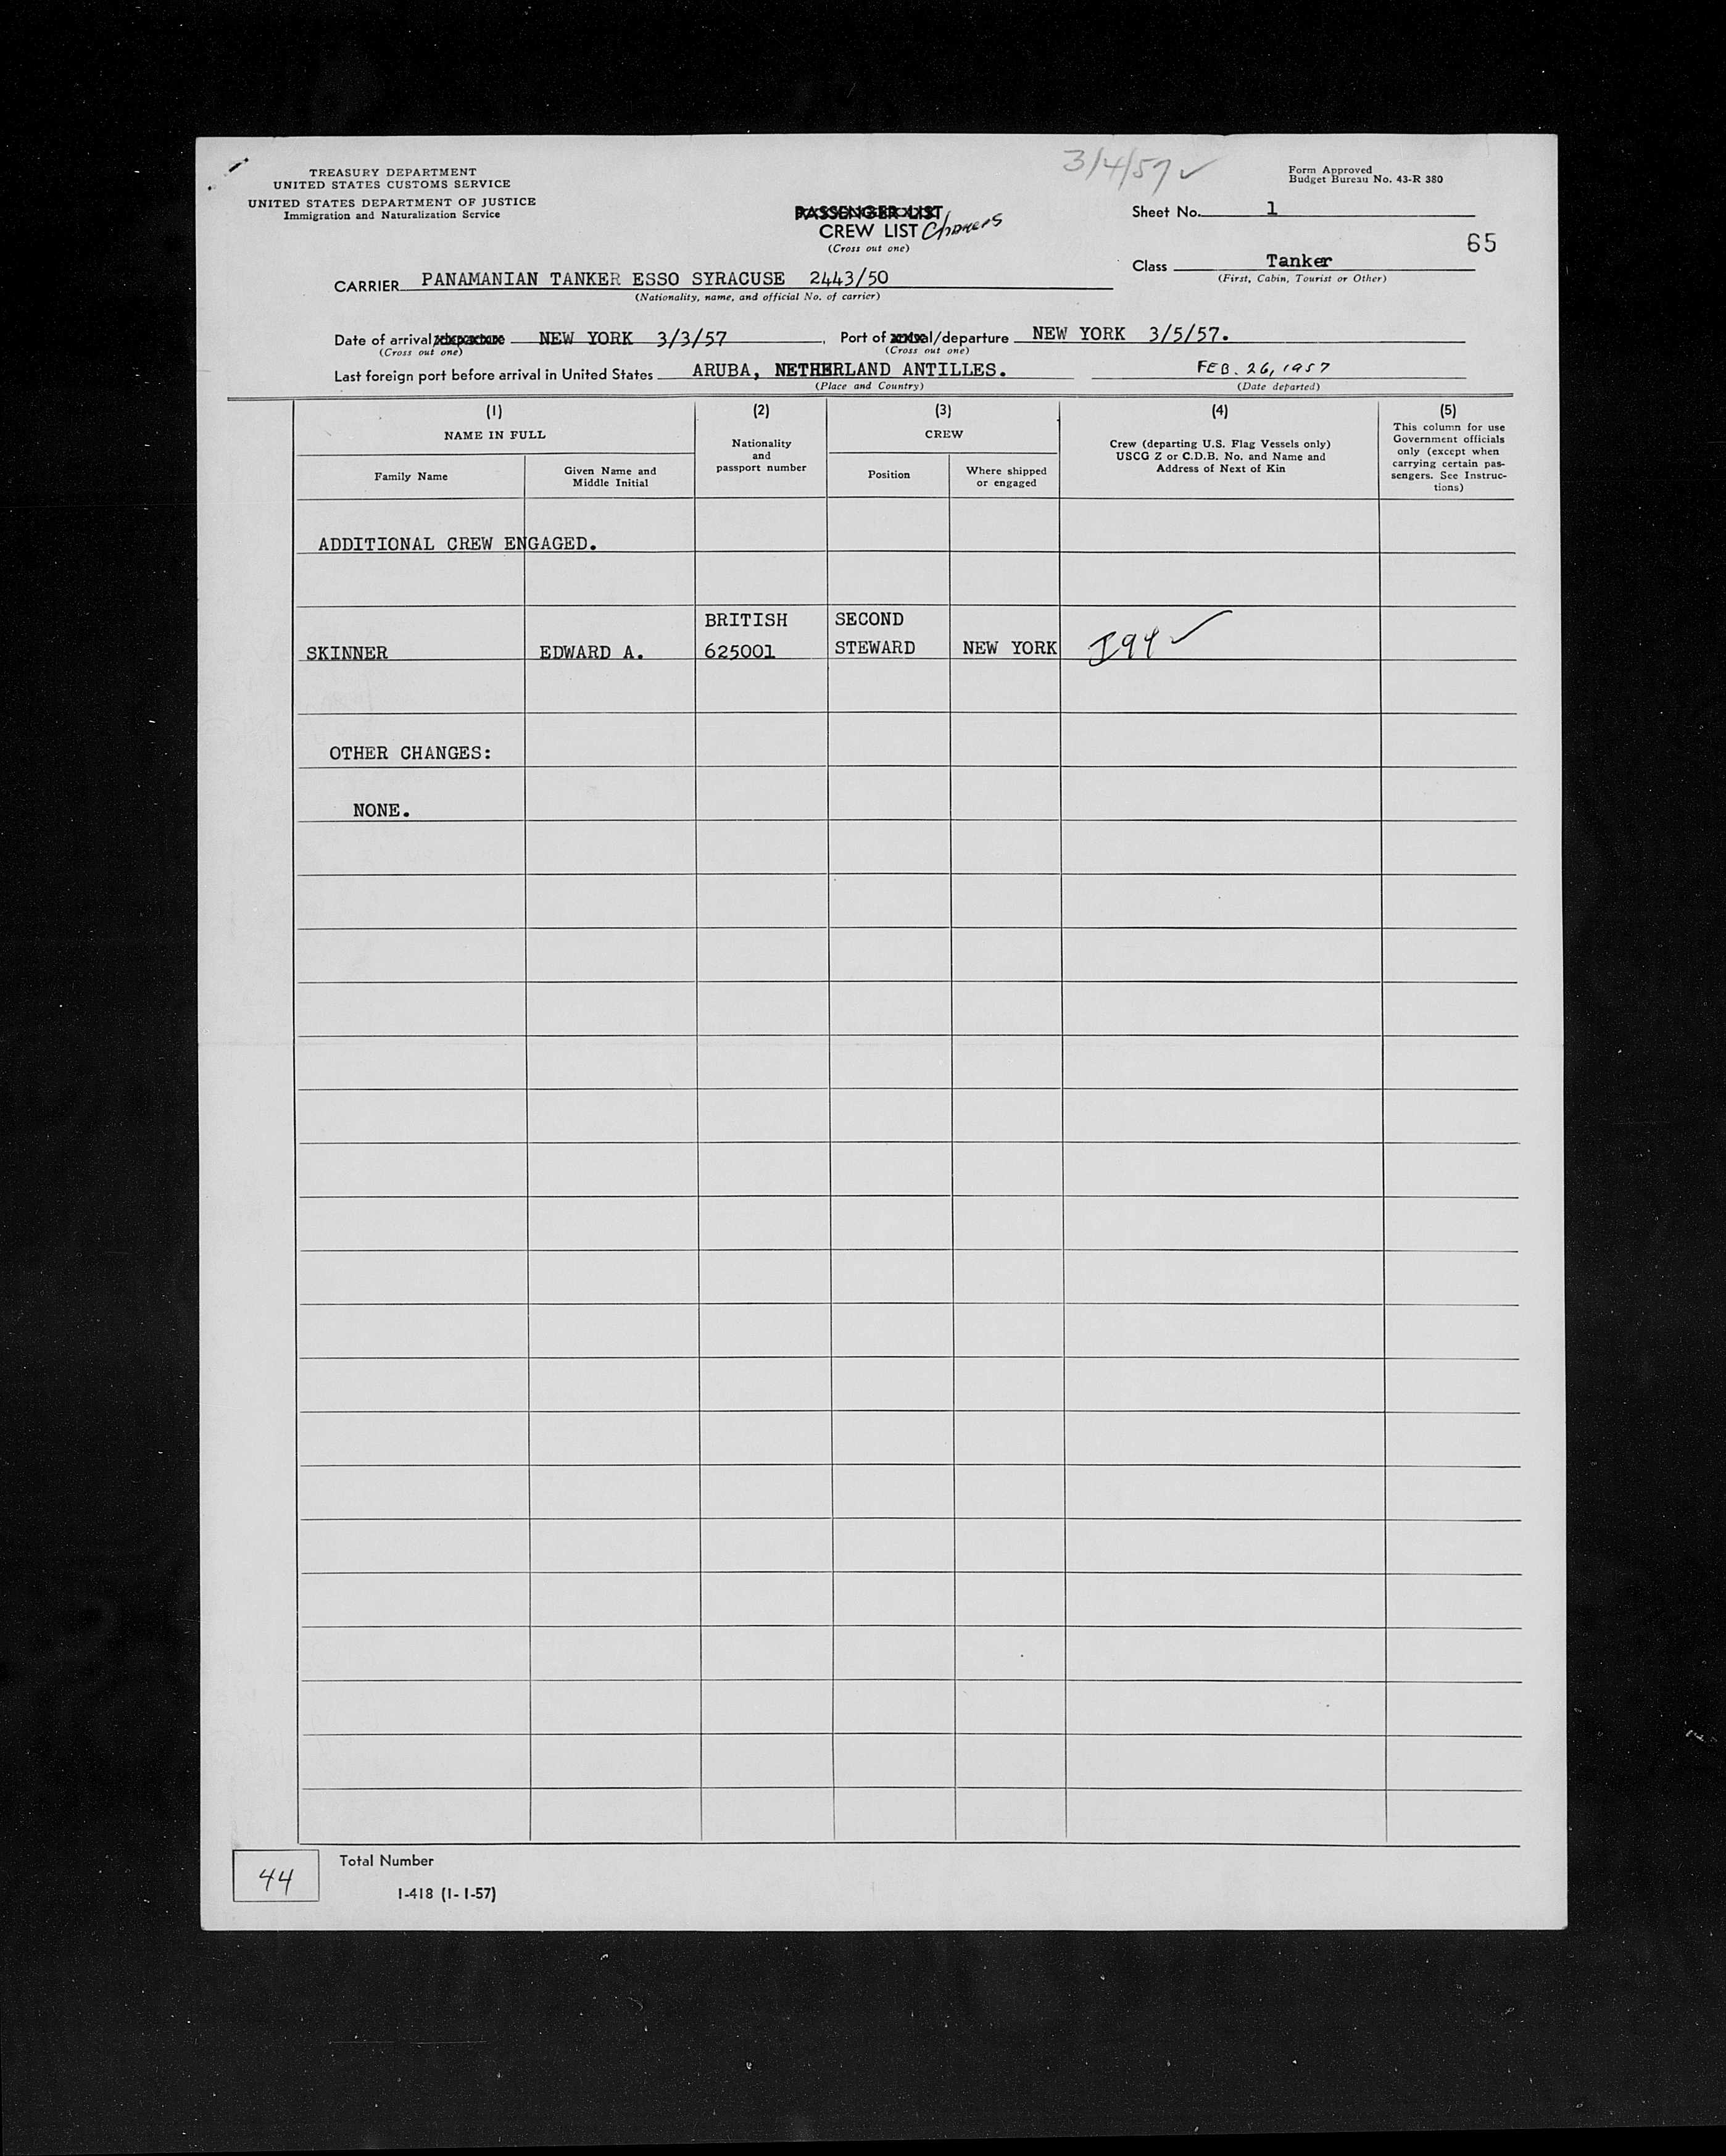 3/4/57 ✓
TREASURY DEPARTMENT
UNITED STATES CUSTOMS SERVICE
UNITED STATES DEPARTMENT OF JUSTICE
Immigration and Naturalization Service
Form Approved
Budget Bureau No. 43-R 380
PASSENGER LIST
CREW LIST Changes
(Cross out one)
Sheet No. 1
65
Class Tanker
(First, Cabin, Tourist or Other)
CARRIER PANAMANIAN TANKER ESSO SYRACUSE 2443/50
(Nationality, name, and official No. of carrier)
Date of arrival/departure NEW YORK 3/3/57, Port of arrival/departure NEW YORK 3/5/57.
(Cross out one) (Cross out one)
Last foreign port before arrival in United States ARUBA, NETHERLAND ANTILLES. FEB. 26, 1957
(Place and Country) (Date departed)
(1) (2) (3) (4) (5)
NAME IN FULL
Family Name
Given Name and
Middle Initial
Nationality
and
passport number
CREW
Position
Where shipped
or engaged
Crew (departing U.S. Flag Vessels only)
USCG Z or C.D.B. No. and Name and
Address of Next of Kin
This column for use
Government officials
only (except when
carrying certain pas-
sengers. See Instruc-
tions)
ADDITIONAL CREW ENGAGED.
BRITISH SECOND
SKINNER EDWARD A. 625001 STEWARD NEW YORK I94 ✓
OTHER CHANGES:
NONE.
44
Total Number
I-418 (1-1-57)